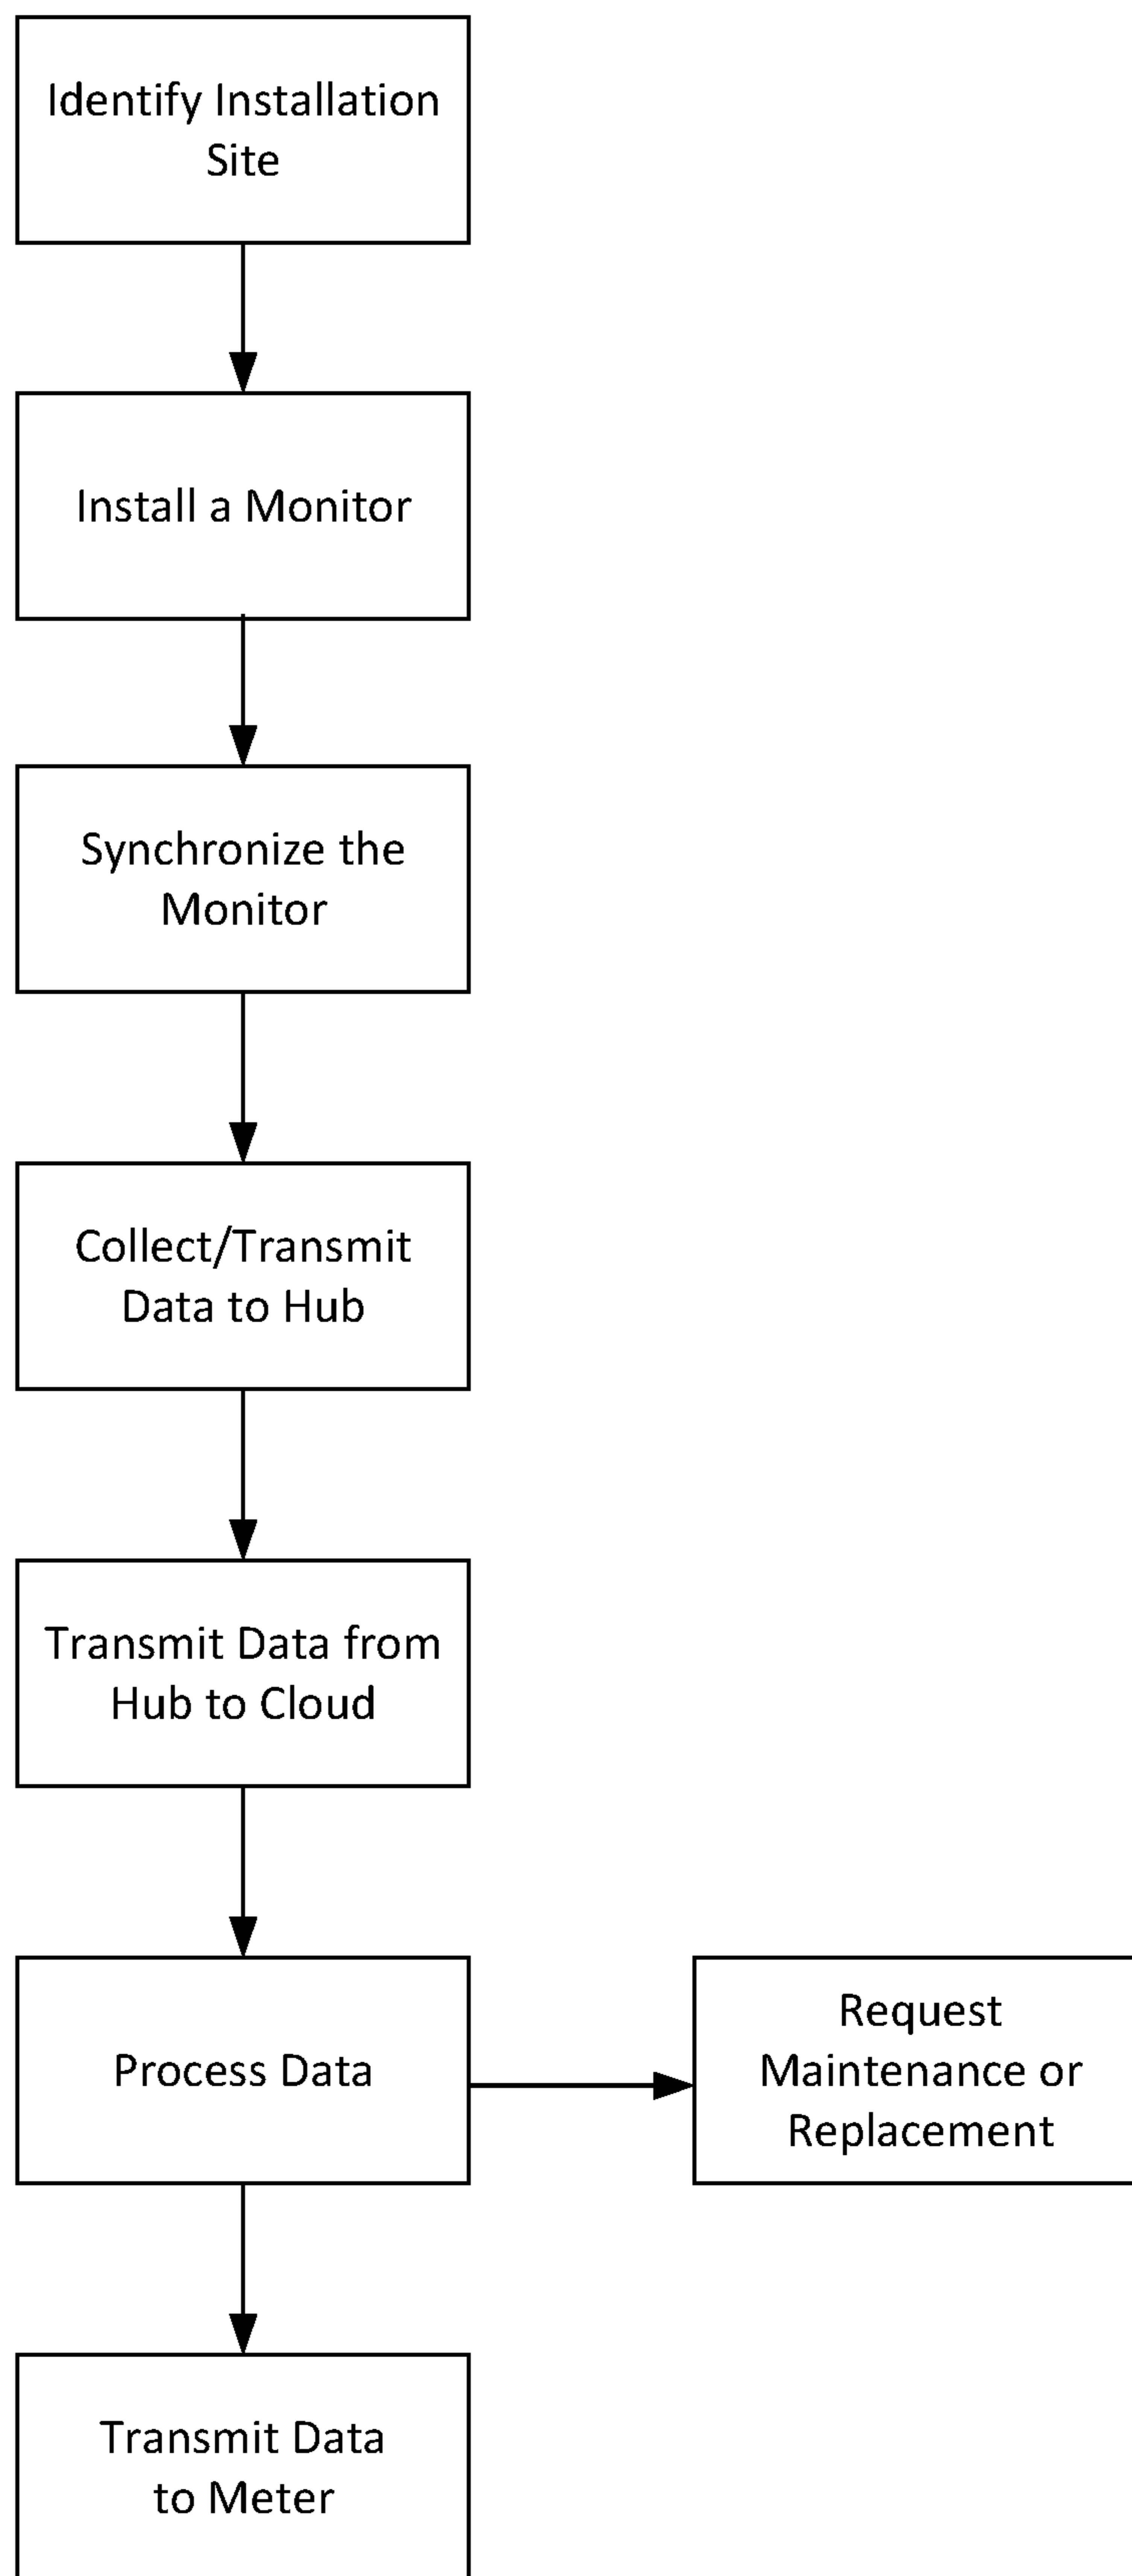 Identify Installation
Site
Install a Monitor
Synchronize the
Monitor
Collect/Transmit
Data to Hub
Transmit Data from
Hub to Cloud
Process Data
Request
Maintenance or
Replacement
Transmit Data
to Meter